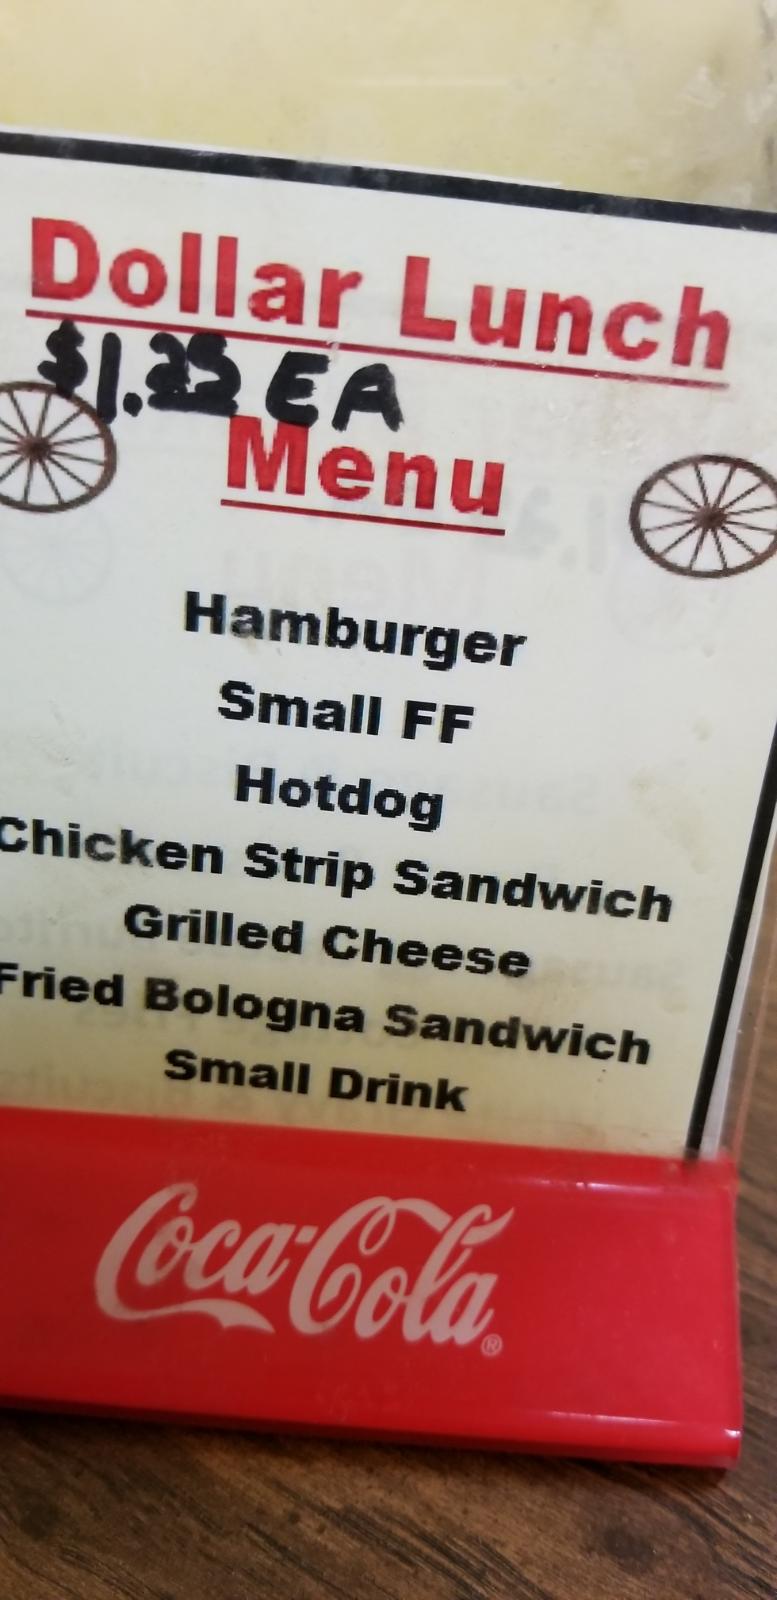 Dollar Lunch
$1.25 EA
Menu
Hamburger
Small FF
Hotdog
Chicken Strip Sandwich
Grilled Cheese
Fried Bologna Sandwich
Small Drink
Coca-Cola®